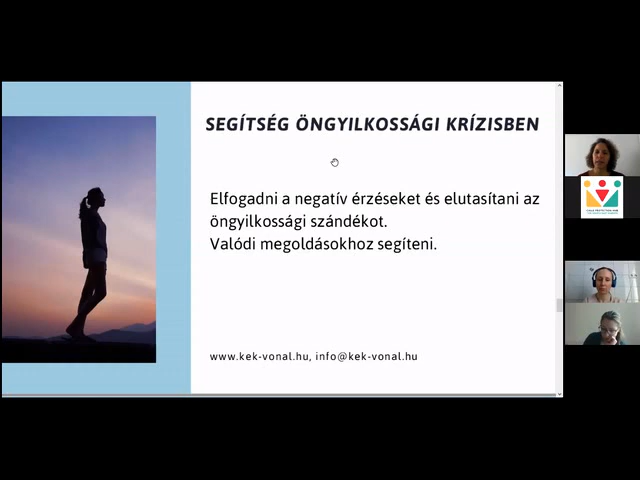 SEGÍTSÉG ÖNGYILKOSSÁGI KRÍZISBEN
Elfogadni a negatív érzéseket és elutasítani az
öngyilkossági szándékot.
Valódi megoldásokhoz segíteni.
www.kek-vonal.hu, info@kek-vonal.hu